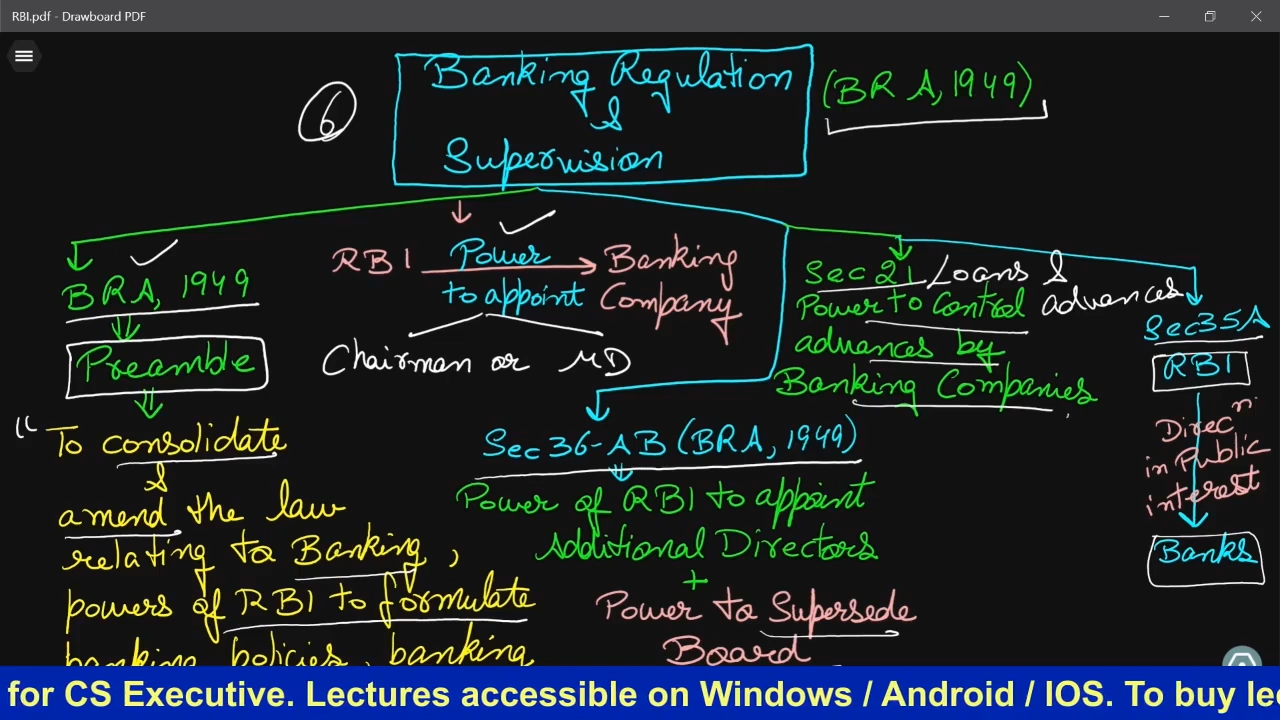 RBI.pdf - Drawboard PDF
6
Banking Regulation
&
Supervision
(BR A, 1949)
BRA, 1949
Preamble
"To consolidate
&
amend the law
relating to Banking,
powers of RBI to formulate
banking policies, banking
RBI Power Banking
to appoint Company
Chairman or MD
Sec 36-AB (BRA, 1949)
Power of RBI to appoint
Additional Directors
+
Power to Supersede
Board
Sec 21 Loans &
advances
Power to Control
advances by
Banking Companies
Sec 35A
RBI
Direcn
in Public
interest
Banks
for CS Executive. Lectures accessible on Windows / Android / IOS. To buy lec